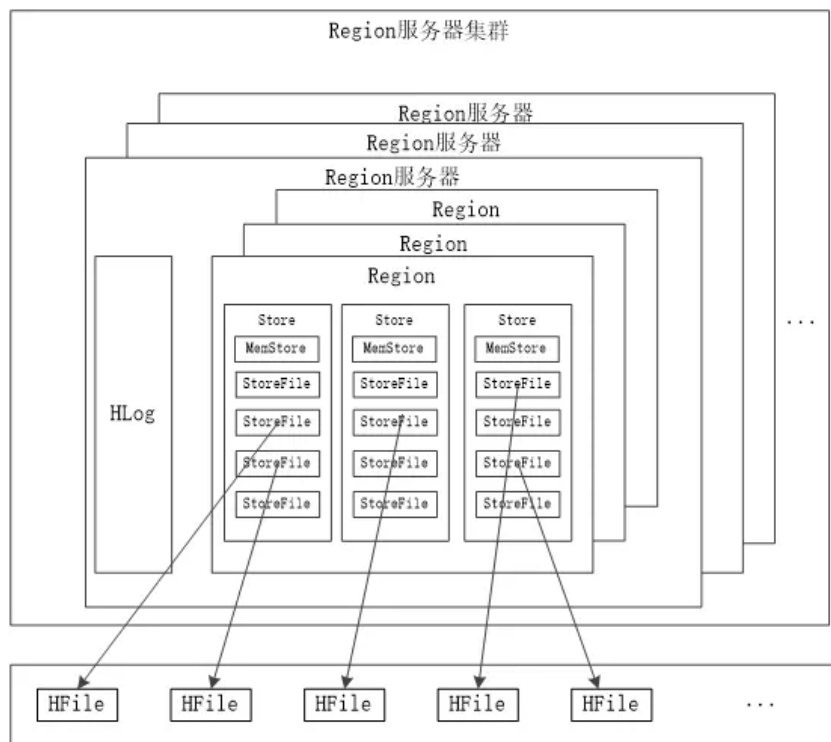 Region服务器集群
Region服务器
Region服务器
Region服务器
Region
Region
Region
...
HLog
Store Store Store
MemStore MemStore MemStore
StoreFile StoreFile StoreFile
StoreFile StoreFile StoreFile
StoreFile StoreFile StoreFile
StoreFile StoreFile StoreFile
HFile HFile HFile HFile HFile ...